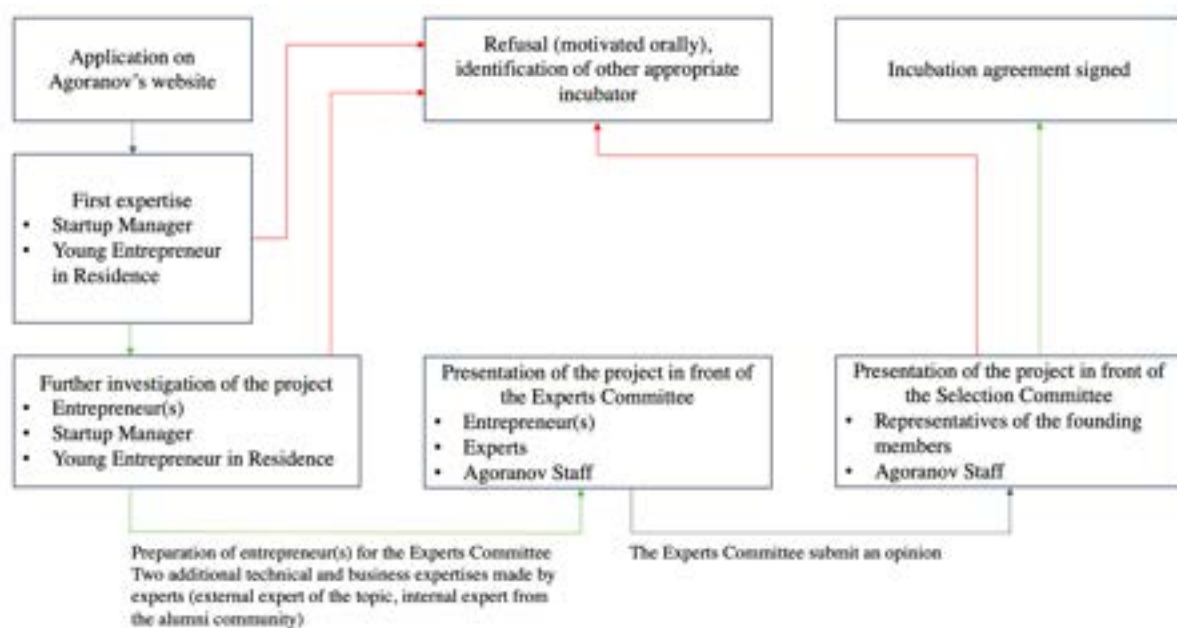 Application on
Agoranov's website
Refusal (motivated orally),
identification of other appropriate
incubator
Incubation agreement signed
First expertise
• Startup Manager
• Young Entrepreneur
in Residence
Further investigation of the project
• Entrepreneur(s)
• Startup Manager
• Young Entrepreneur in Residence
Presentation of the project in front of
the Experts Committee
• Entrepreneur(s)
• Experts
• Agoranov Staff
Presentation of the project in front of
the Selection Committee
• Representatives of the founding
members
• Agoranov Staff
Preparation of entrepreneur(s) for the Experts Committee
Two additional technical and business expertises made by
experts (external expert of the topic, internal expert from
the alumni community)
The Experts Committee submit an opinion